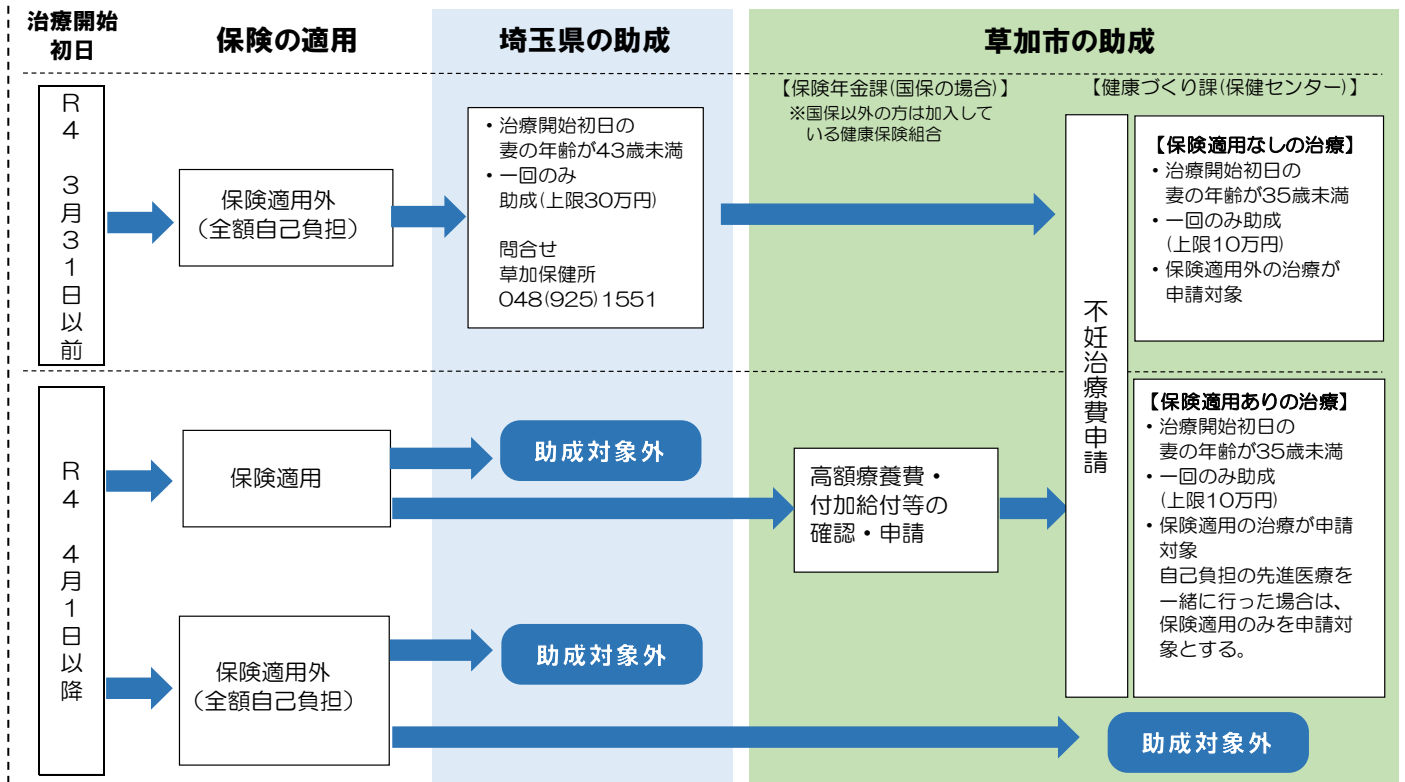 治療開始
初日
保険の適用
埼玉県の助成
草加市の助成
【保険年金課(国保の場合)】
※国保以外の方は加入して
いる健康保険組合
【健康づくり課(保健センター)】
R4 3月31日以前
保険適用外
(全額自己負担)
・治療開始初日の
妻の年齢が43歳未満
・一回のみ
助成(上限30万円)
問合せ
草加保健所
048(925)1551
不妊治療費申請
【保険適用なしの治療】
・治療開始初日の
妻の年齢が35歳未満
・一回のみ助成
(上限10万円)
・保険適用外の治療が
申請対象
R4 4月1日以降
保険適用
助成対象外
高額療養費・
付加給付等の
確認・申請
【保険適用ありの治療】
・治療開始初日の
妻の年齢が35歳未満
・一回のみ助成
(上限10万円)
・保険適用の治療が申請
対象
自己負担の先進医療を
一緒に行った場合は、
保険適用のみを申請対
象とする。
保険適用外
(全額自己負担)
助成対象外
助成対象外